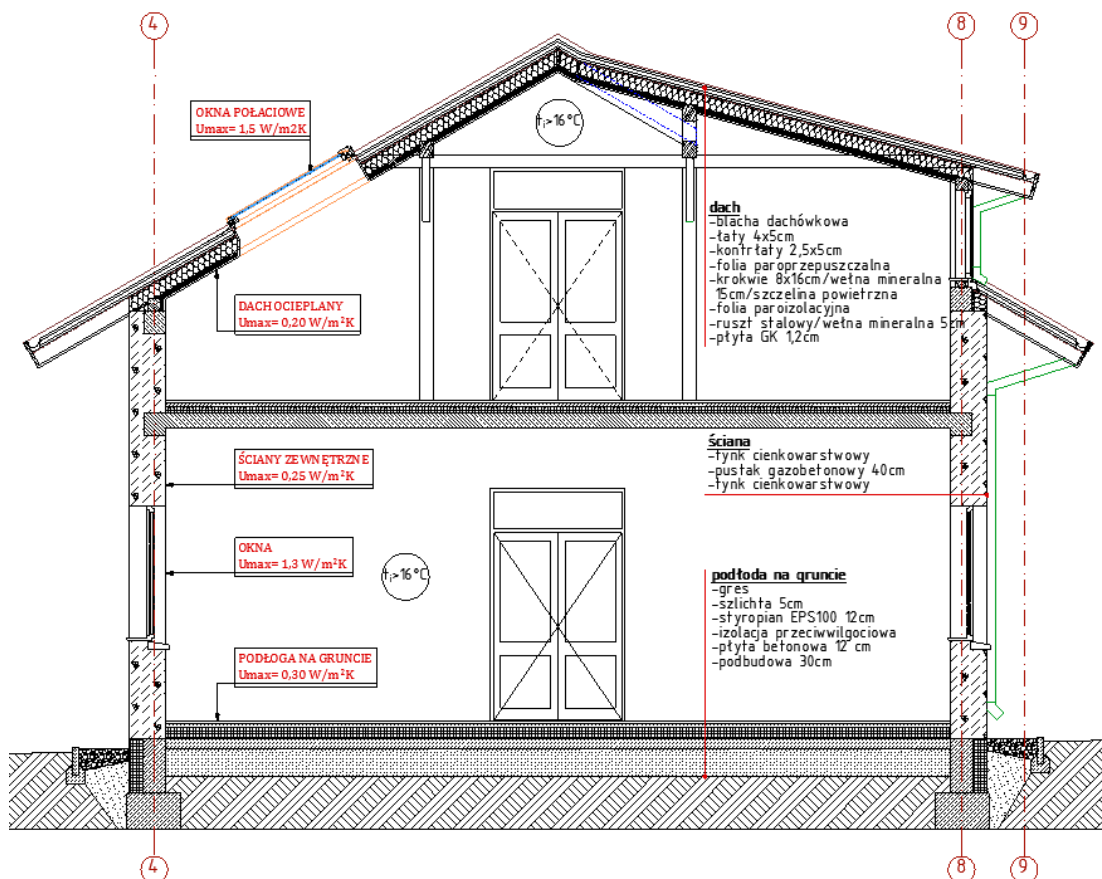 4
8
9
OKNA POŁACIOWE
Umax= 1,5 W/m2K
tᵢ>16°C
dach
-blacha dachówkowa
-łaty 4x5cm
-kontrłaty 2,5x5cm
-folia paroprzepuszczalna
-krokwie 8x16cm/wełna mineralna
15cm/szczelina powietrzna
-folia paroizolacyjna
-ruszt stalowy/wełna mineralna 5cm
-płyta GK 1,2cm
DACH OCIEPLANY
Umax= 0,20 W/m²K
ściana
-tynk cienkowarstwowy
-pustak gazobetonowy 40cm
-tynk cienkowarstwowy
ŚCIANY ZEWNĘTRZNE
Umax= 0,25 W/m²K
OKNA
Umax= 1,3 W/m²K
tᵢ>16°C
podłoda na gruncie
-gres
-szlichta 5cm
-styropian EPS100 12cm
-izolacja przeciwwilgociowa
-płyta betonowa 12 cm
-podbudowa 30cm
PODŁOGA NA GRUNCIE
Umax= 0,30 W/m²K
4
8
9